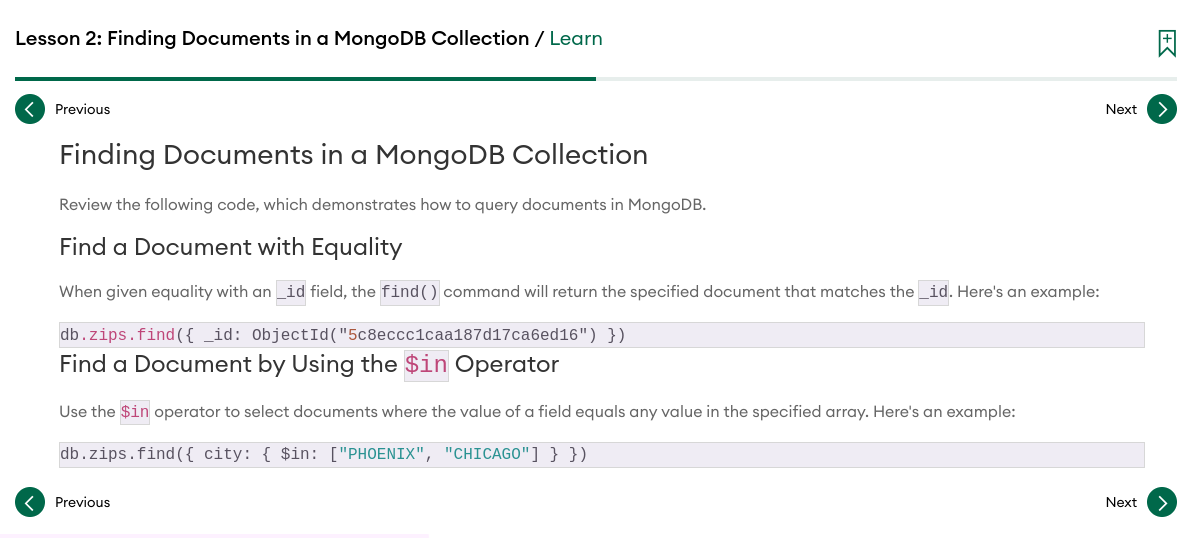 Lesson 2: Finding Documents in a MongoDB Collection / Learn
Previous
Next
Finding Documents in a MongoDB Collection
Review the following code, which demonstrates how to query documents in MongoDB.
Find a Document with Equality
When given equality with an _id field, the find() command will return the specified document that matches the _id. Here's an example:
db.zips.find({ _id: ObjectId("5c8eccc1caa187d17ca6ed16") })
Find a Document by Using the $in Operator
Use the $in operator to select documents where the value of a field equals any value in the specified array. Here's an example:
db.zips.find({ city: { $in: ["PHOENIX", "CHICAGO"] } })
Previous
Next